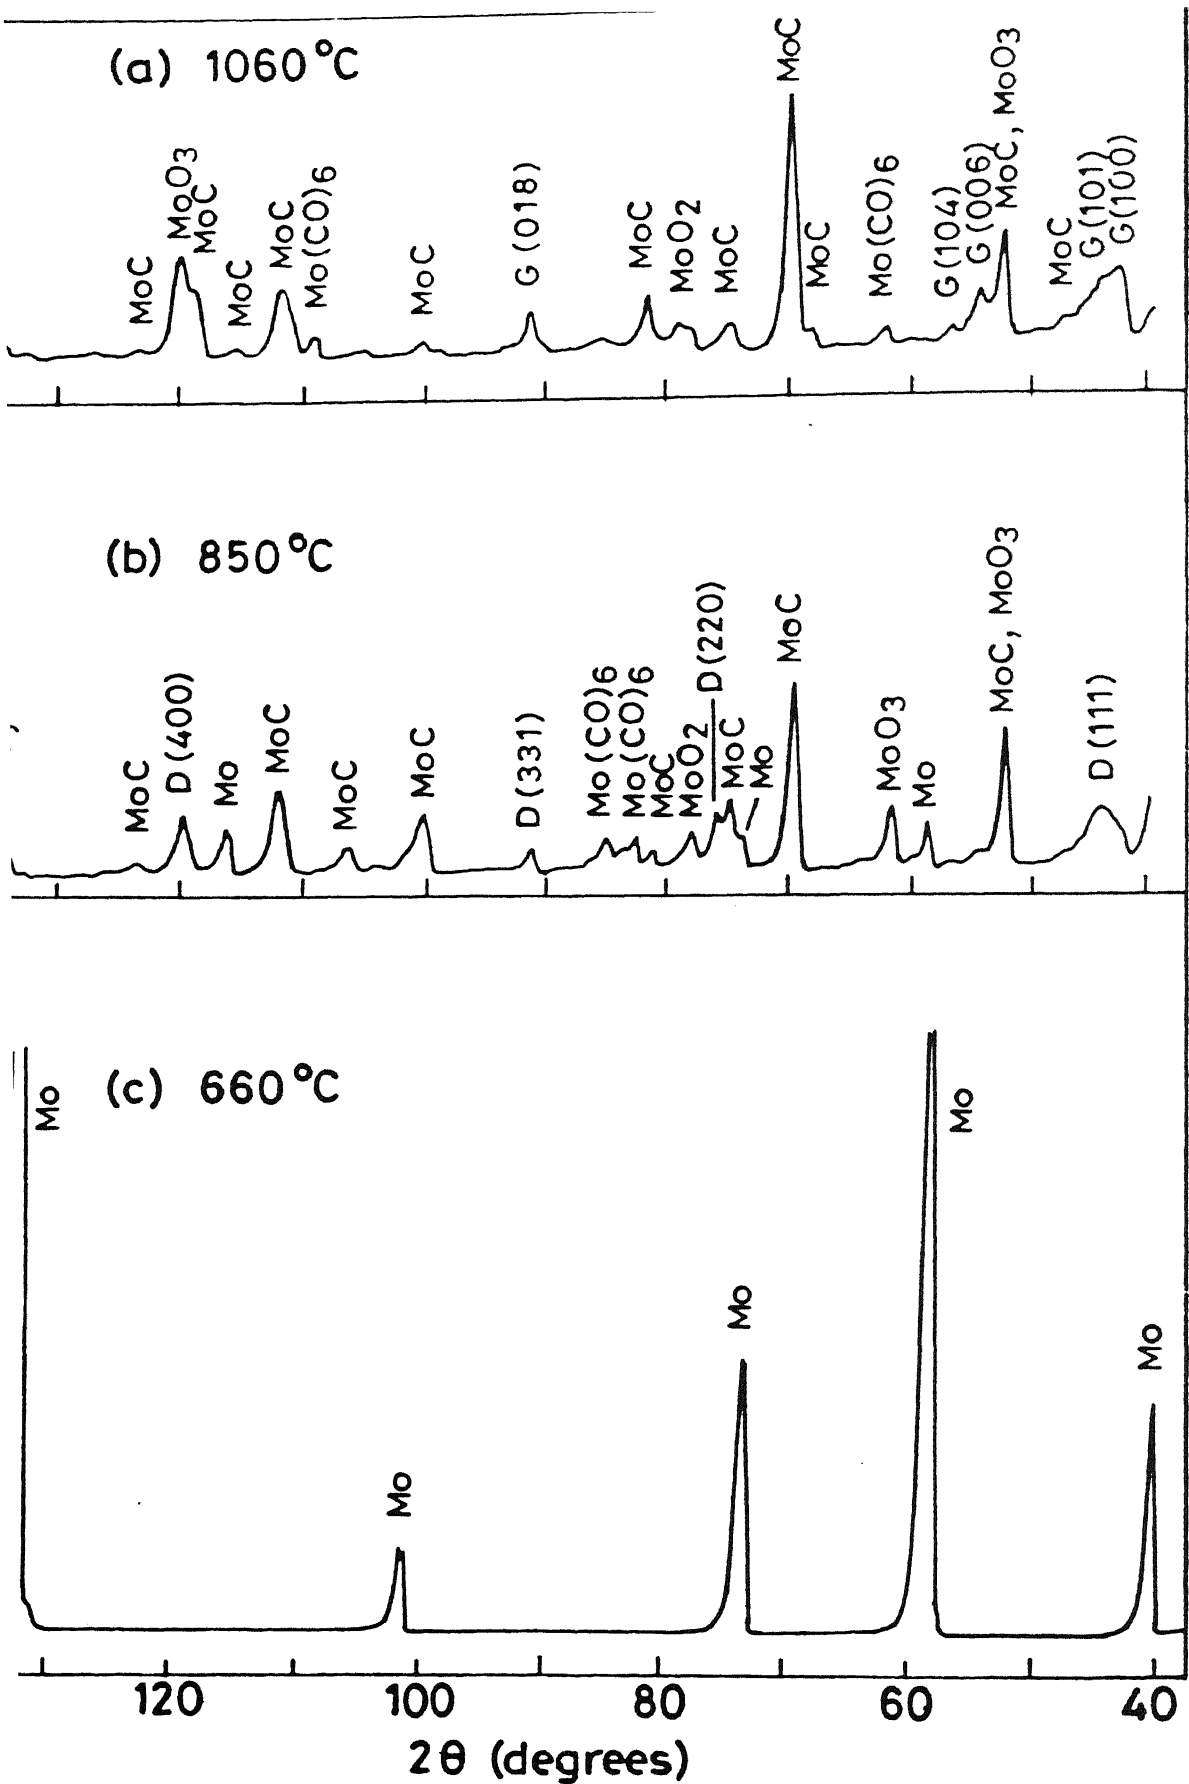 (a) 1060°C
MoC
MoO3
MoC
MoC
MoC
Mo(CO)6
MoC
G(018)
MoC
MoO2
MoC
MoC
MoC
Mo(CO)6
G(104)
G(006)
MoC, MoO3
MoC
G(101)
G(100)
(b) 850°C
MoC
D(400)
Mo
MoC
MoC
MoC
D(331)
Mo(CO)6
Mo(CO)6
MoC
MoO2
D(220)
MoC
Mo
MoC
MoO3
Mo
MoC, MoO3
D(111)
(c) 660°C
Mo
Mo
Mo
Mo
Mo
120 100 80 60 40
2θ (degrees)